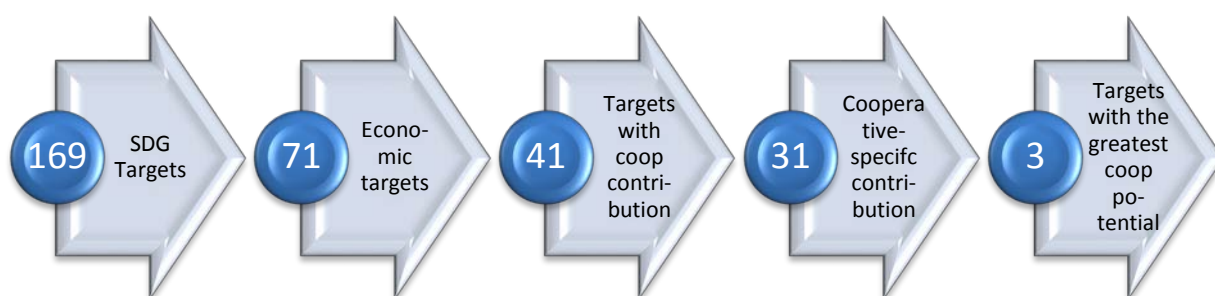 169
SDG
Targets
71
Econo-
mic
targets
41
Targets
with
coop
contri-
bution
31
Coopera
tive-
specifc
contri-
bution
3
Targets
with the
greatest
coop
po-
tential